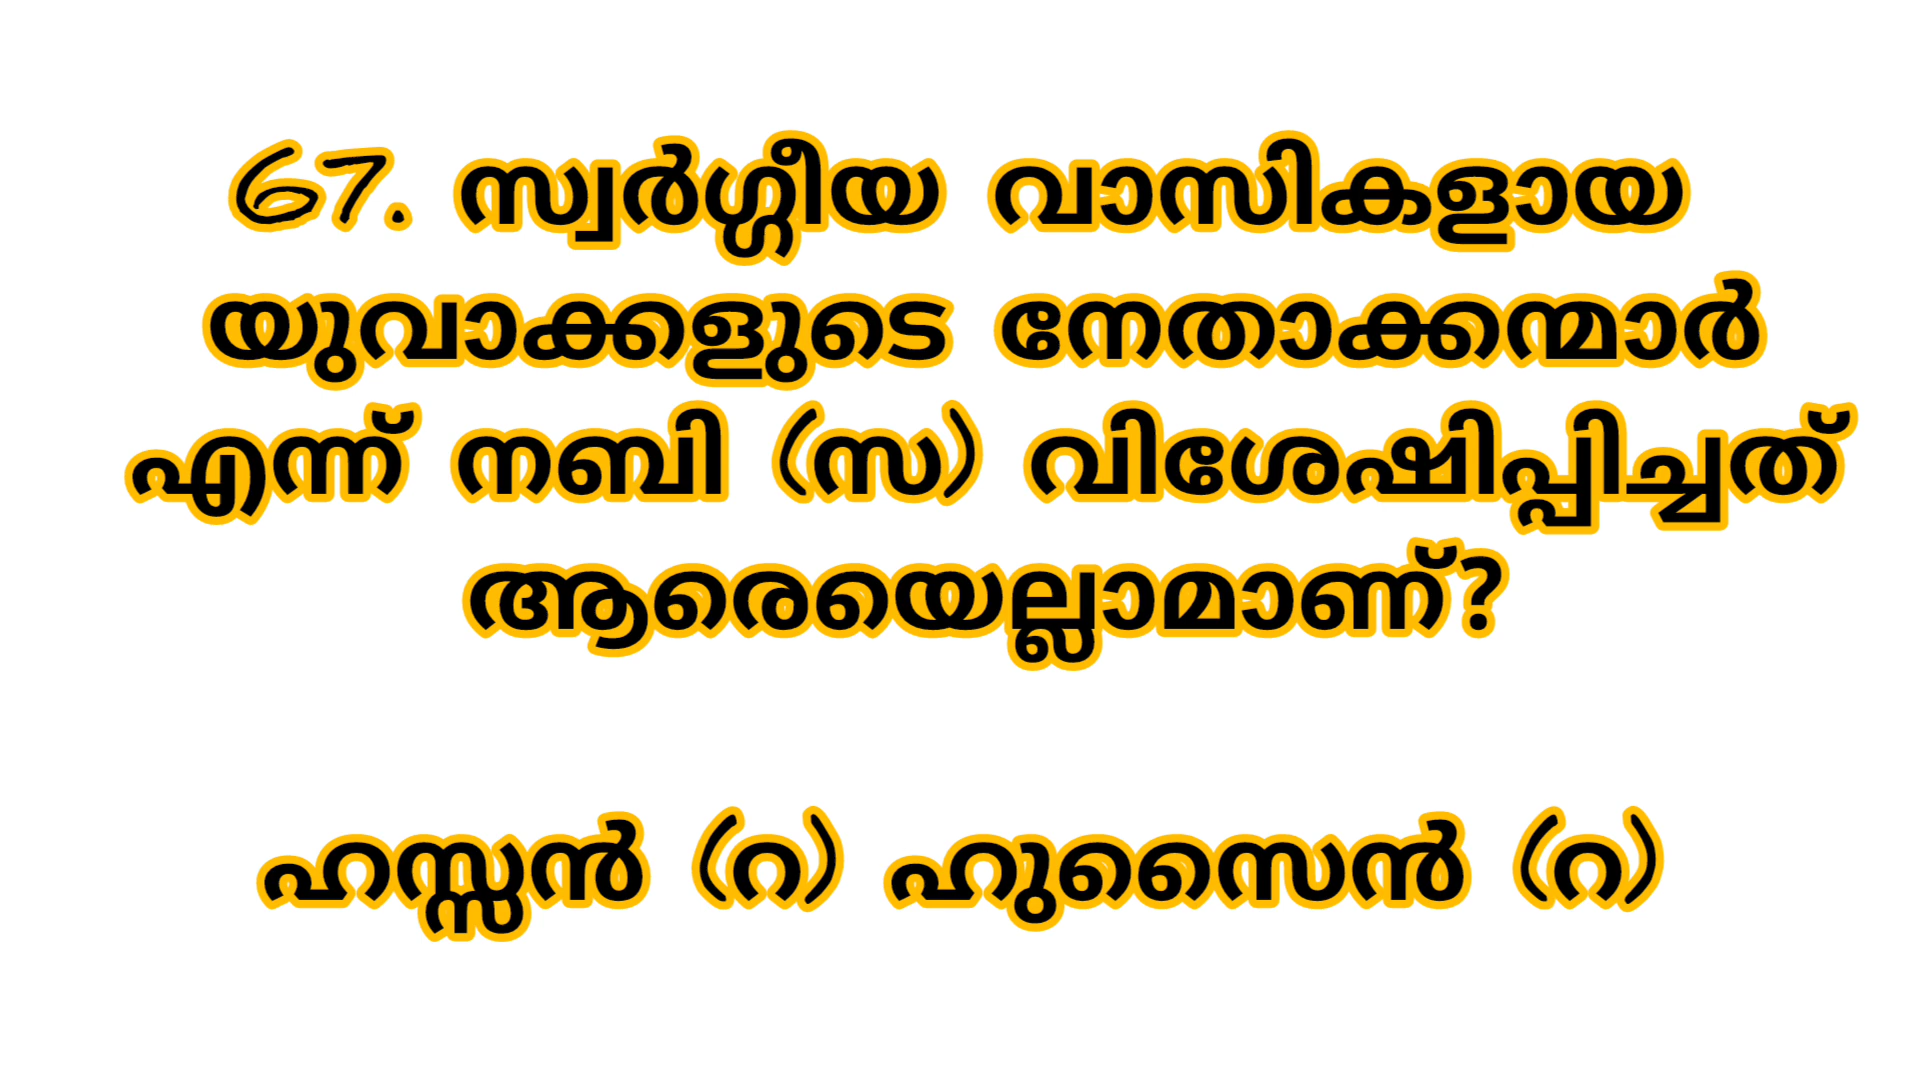 67. സ്വർഗ്ഗീയ വാസികളായ
യുവാക്കളുടെ നേതാക്കന്മാർ
എന്ന് നബി (സ) വിശേഷിപ്പിച്ചത്
ആരെയെല്ലാമാണ്?
ഹസ്സൻ (റ) ഹുസൈൻ (റ)